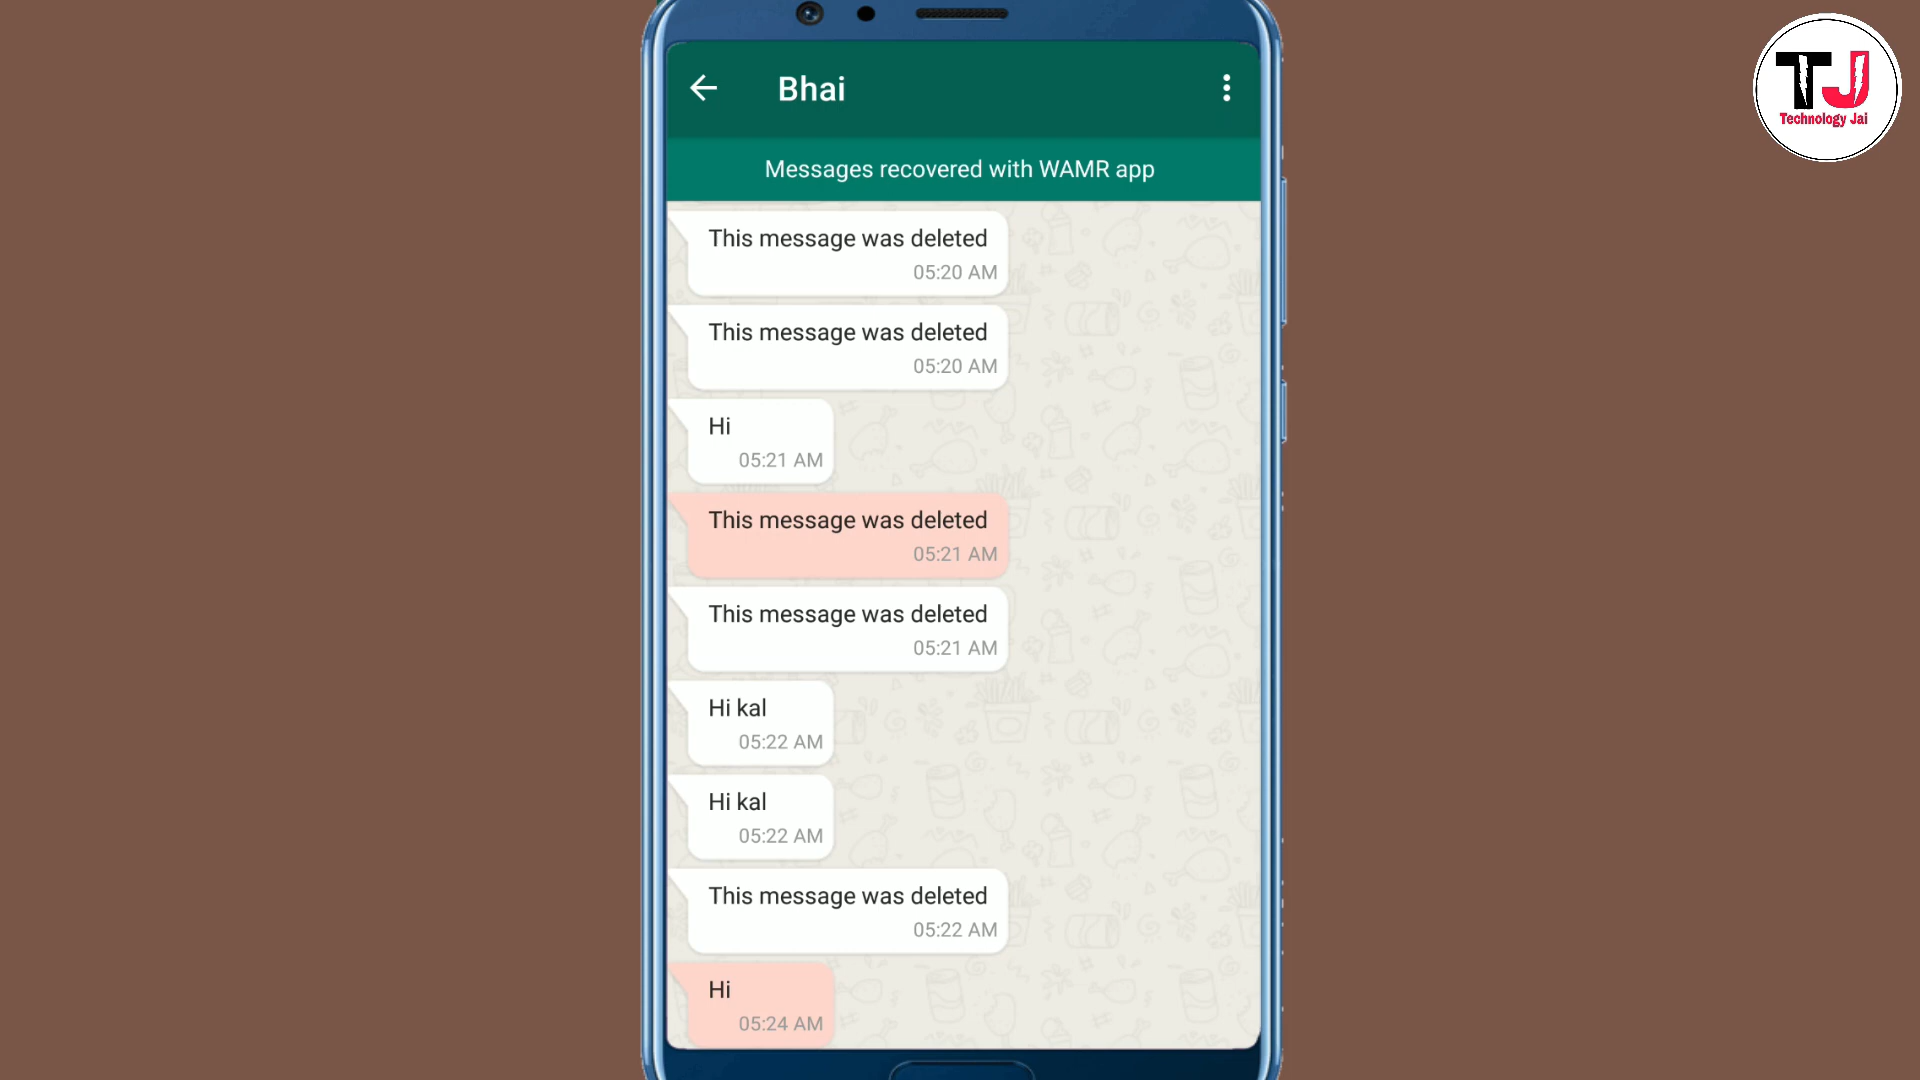 Bhai
TJ
Technology Jai
Messages recovered with WAMR app
This message was deleted
05:20 AM
This message was deleted
05:20 AM
Hi
05:21 AM
This message was deleted
05:21 AM
This message was deleted
05:21 AM
Hi kal
05:22 AM
Hi kal
05:22 AM
This message was deleted
05:22 AM
Hi
05:24 AM